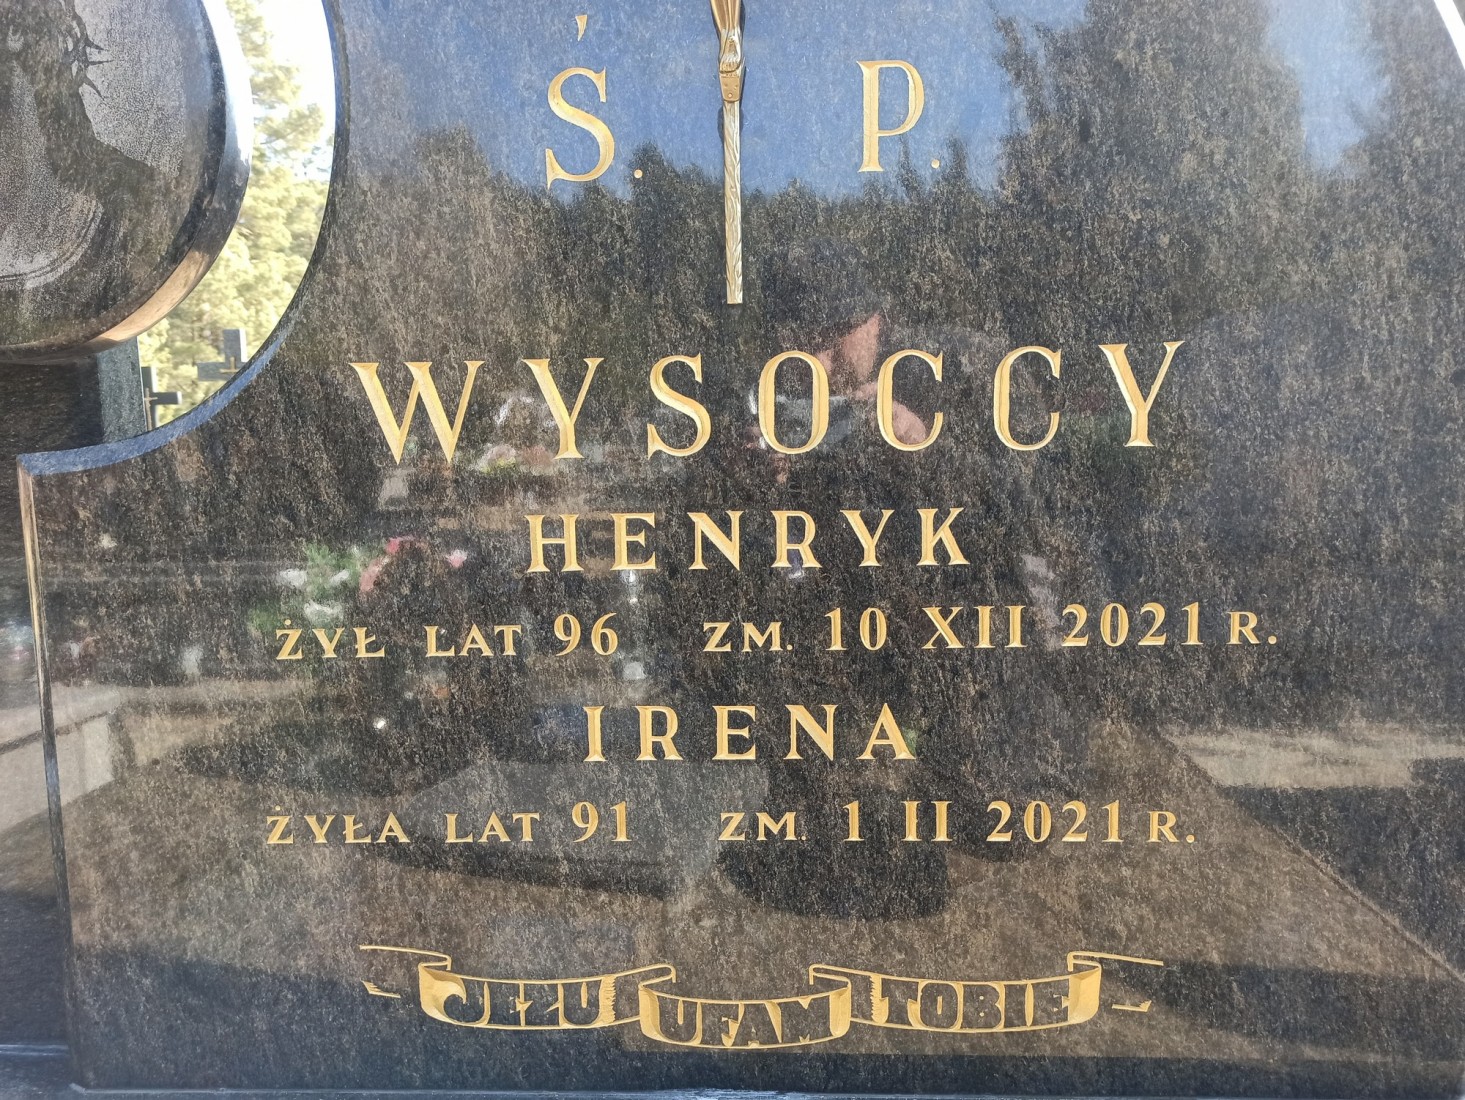 Ś. P.
WYSOCCY
HENRYK
ŻYŁ LAT 96 ZM. 10 XII 2021 R.
IRENA
ŻYŁA LAT 91 ZM. 1 II 2021 R.
JEZU UFAM TOBIE